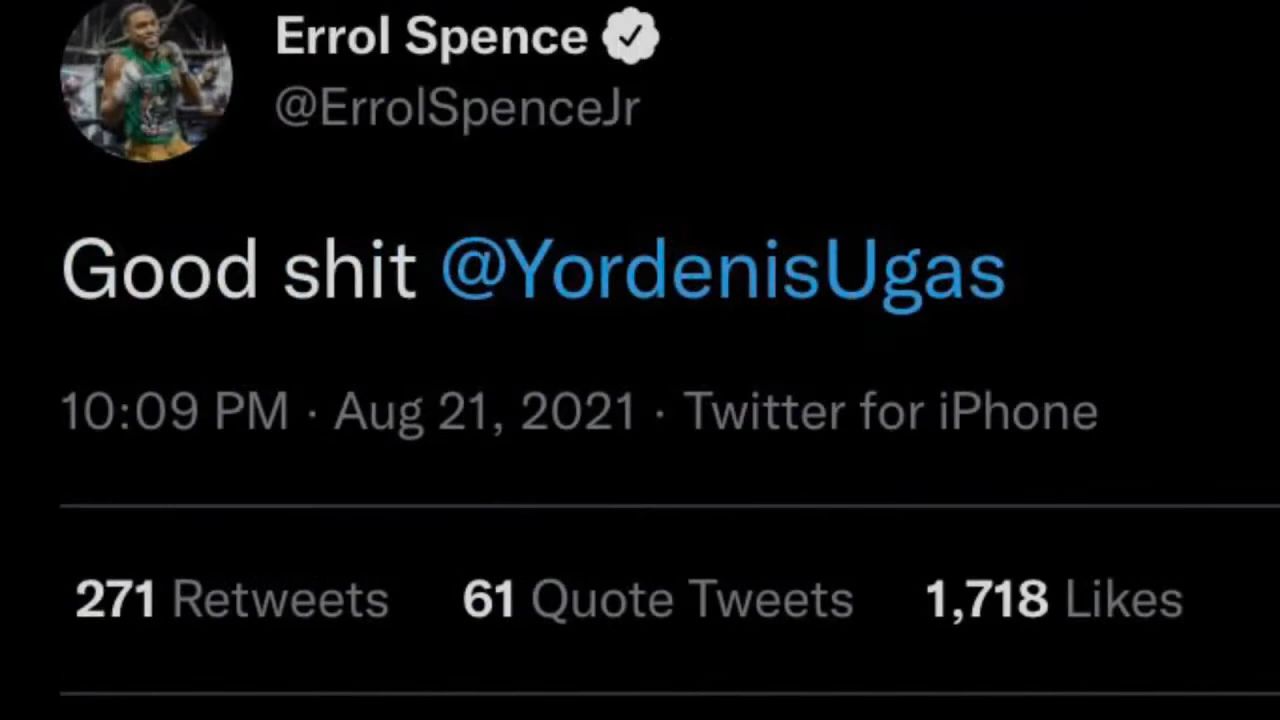 Errol Spence
@ErrolSpenceJr
Good shit @YordenisUgas
10:09 PM · Aug 21, 2021 · Twitter for iPhone
271 Retweets 61 Quote Tweets 1,718 Likes